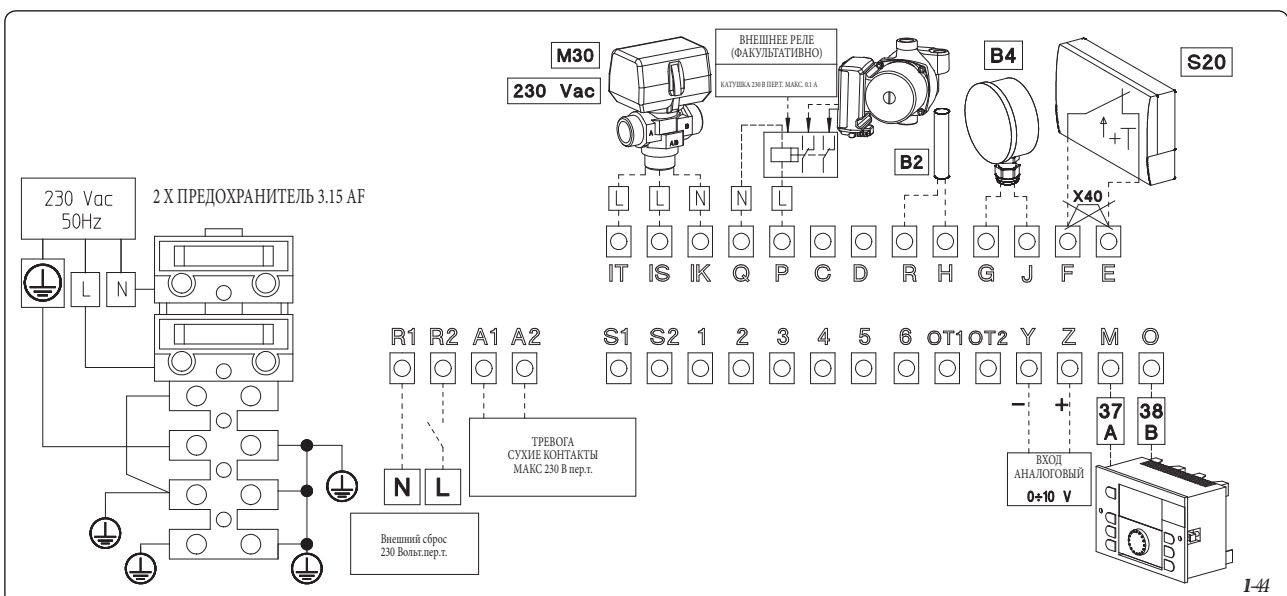 M30
230 Vac
ВНЕШНЕЕ РЕЛЕ
(ФАКУЛЬТАТИВНО)
КАТУШКА 230 В ПЕР.Т. МАКС. 0.1 А
B4
S20
A
B
AB
B2
+T
X40
230 Vac
50Hz
2 X ПРЕДОХРАНИТЕЛЬ 3.15 AF
L
N
L
L
N
N
L
IT IS IK Q P C D R H G J F E
R1 R2 A1 A2 S1 S2 1 2 3 4 5 6 OT1 OT2 Y Z M O
N L
ТРЕВОГА
СУХИЕ КОНТАКТЫ
МАКС 230 В пер.т.
Внешний сброс
230 Вольт.пер.т.
− +
37
A
38
B
ВХОД
АНАЛОГОВЫЙ
0÷10 V
1-44